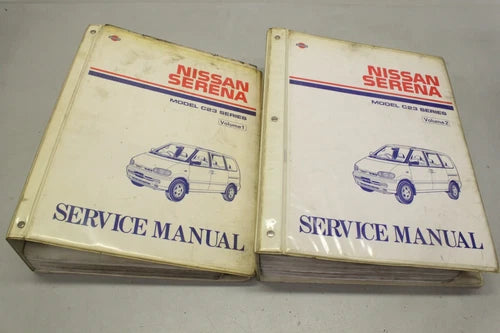 NISSAN
SERENA
MODEL C23 SERIES
Volume1
SERVICE MANUAL
NISSAN
SERENA
MODEL C23 SERIES
Volume2
SERVICE MANUAL